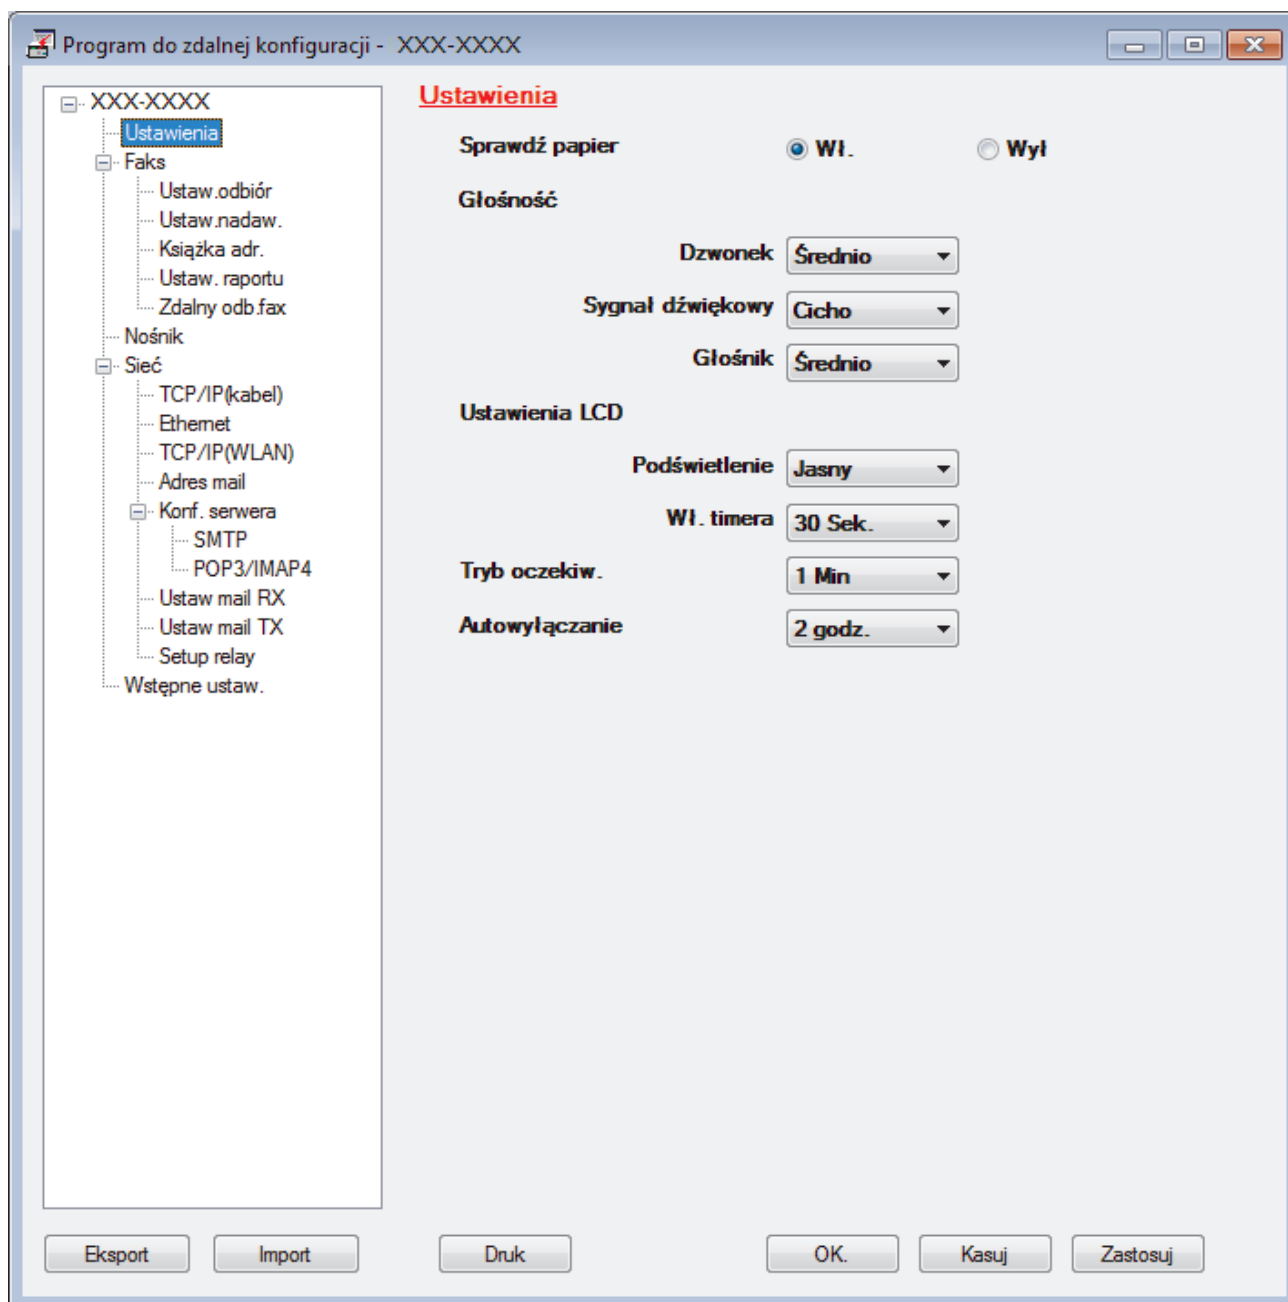 Program do zdalnej konfiguracji - XXX-XXXX
XXX-XXXX
Ustawienia
Faks
Ustaw.odbiór
Ustaw.nadaw.
Książka adr.
Ustaw. raportu
Zdalny odb.fax
Nośnik
Sieć
TCP/IP(kabel)
Ethernet
TCP/IP(WLAN)
Adres mail
Konf. serwera
SMTP
POP3/IMAP4
Ustaw mail RX
Ustaw mail TX
Setup relay
Wstępne ustaw.
Ustawienia
Sprawdź papier Wł. Wył
Głośność
Dzwonek Średnio
Sygnał dźwiękowy Cicho
Głośnik Średnio
Ustawienia LCD
Podświetlenie Jasny
Wł. timera 30 Sek.
Tryb oczekiw. 1 Min
Autowyłączanie 2 godz.
Eksport Import Druk OK. Kasuj Zastosuj